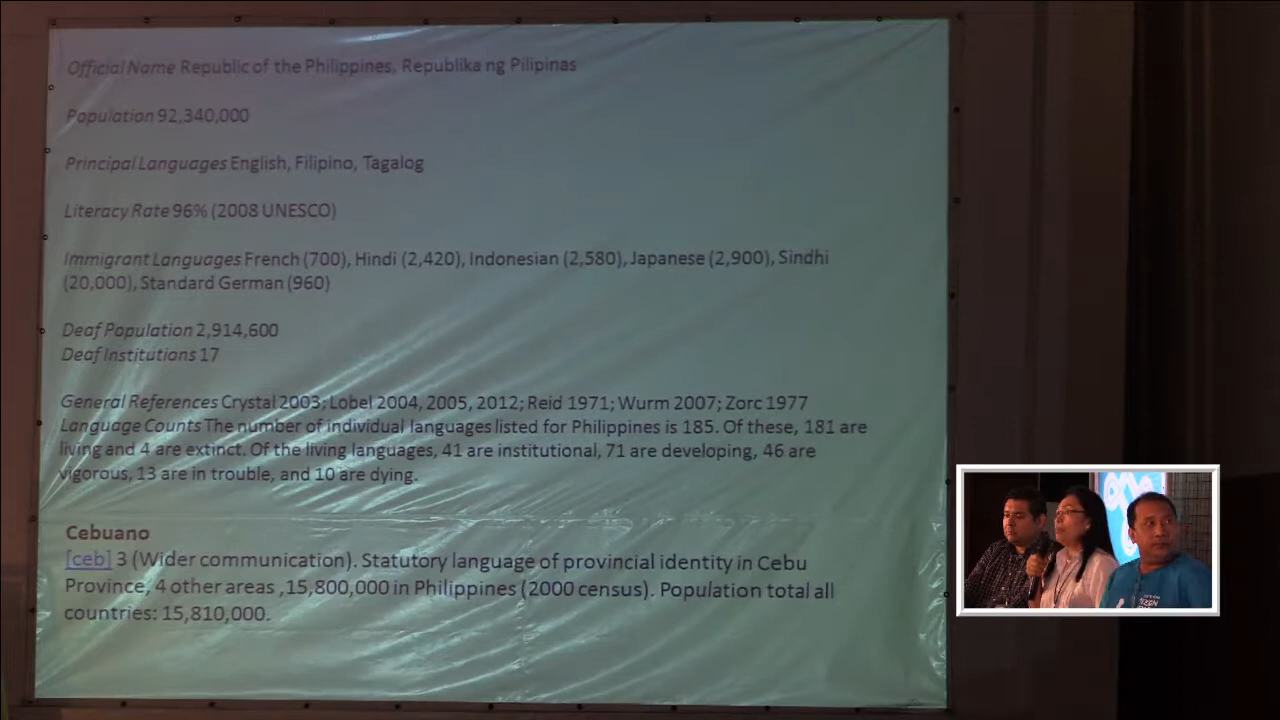 Official Name Republic of the Philippines, Republika ng Pilipinas
Population 92,340,000
Principal Languages English, Filipino, Tagalog
Literacy Rate 96% (2008 UNESCO)
Immigrant Languages French (700), Hindi (2,420), Indonesian (2,580), Japanese (2,900), Sindhi
(20,000), Standard German (960)
Deaf Population 2,914,600
Deaf Institutions 17
General References Crystal 2003; Lobel 2004, 2005, 2012; Reid 1971; Wurm 2007; Zorc 1977
Language Counts The number of individual languages listed for Philippines is 185. Of these, 181 are
living and 4 are extinct. Of the living languages, 41 are institutional, 71 are developing, 46 are
vigorous, 13 are in trouble, and 10 are dying.
Cebuano
[ceb] 3 (Wider communication). Statutory language of provincial identity in Cebu
Province, 4 other areas ,15,800,000 in Philippines (2000 census). Population total all
countries: 15,810,000.